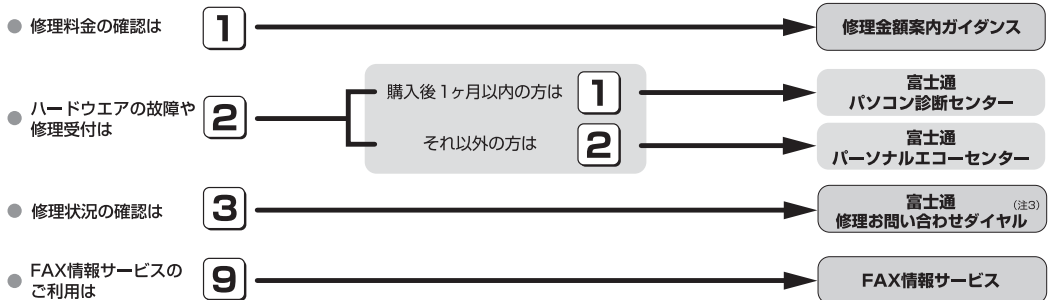 ● 修理料金の確認は 1 修理金額案内ガイダンス
● ハードウエアの故障や
修理受付は 2
購入後1ヶ月以内の方は 1
富士通
パソコン診断センター
それ以外の方は 2
富士通
パーソナルエコーセンター
● 修理状況の確認は 3
富士通 (注3)
修理お問い合わせダイヤル
● FAX情報サービスの
ご利用は 9
FAX情報サービス